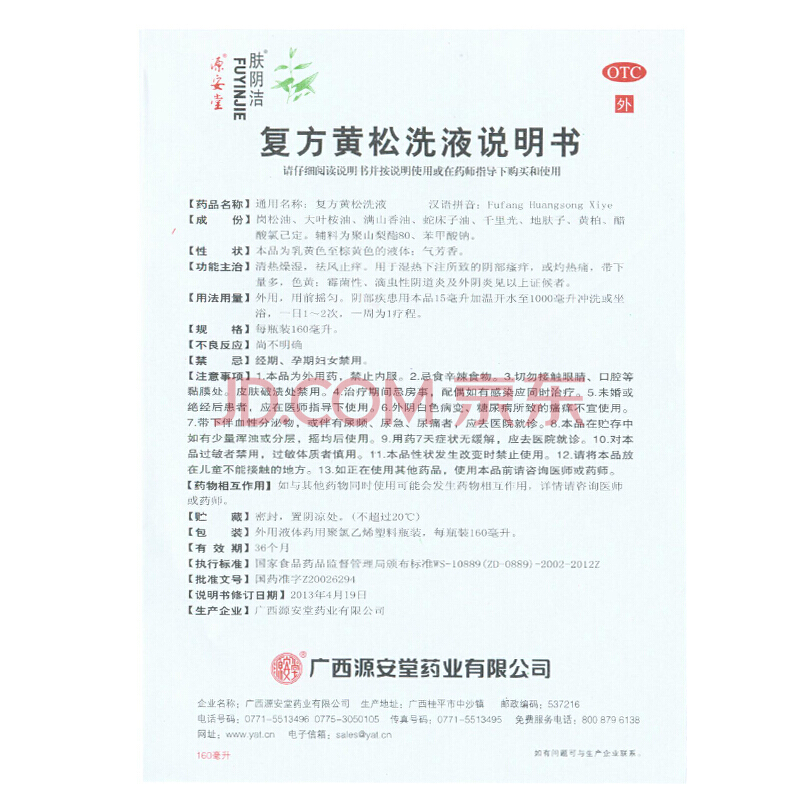 源安堂®
肤阴洁®
FUYINJIE
OTC
外
复方黄松洗液说明书
请仔细阅读说明书并按说明使用或在药师指导下购买和使用
【药品名称】通用名称：复方黄松洗液 汉语拼音：Fufang Huangsong Xiye
【成 份】岗松油、大叶桉油、满山香油、蛇床子油、千里光、地肤子、黄柏、醋
酸氯己定。辅料为聚山梨酯80、苯甲酸钠。
【性 状】本品为乳黄色至棕黄色的液体；气芳香。
【功能主治】清热燥湿，祛风止痒。用于湿热下注所致的阴部瘙痒，或灼热痛，带下
量多，色黄；霉菌性、滴虫性阴道炎及外阴炎见以上证候者。
【用法用量】外用，用前摇匀。阴部疾患用本品15毫升加温开水至1000毫升冲洗或坐
浴，一日1～2次，一周为1疗程。
【规 格】每瓶装160毫升。
【不良反应】尚不明确
【禁 忌】经期、孕期妇女禁用。
【注意事项】1.本品为外用药，禁止内服。2.忌食辛辣食物。3.切勿接触眼睛、口腔等
黏膜处。皮肤破溃处禁用。4.治疗期间忌房事，配偶如有感染应同时治疗。5.未婚或
绝经后患者，应在医师指导下使用。6.外阴白色病变、糖尿病所致的瘙痒不宜使用。
7.带下伴血性分泌物，或伴有尿频、尿急、尿痛者，应去医院就诊。8.本品在贮存中
如有少量浑浊或分层，摇均后使用。9.用药7天症状无缓解，应去医院就诊。10.对本
品过敏者禁用，过敏体质者慎用。11.本品性状发生改变时禁止使用。12.请将本品放
在儿童不能接触的地方。13.如正在使用其他药品，使用本品前请咨询医师或药师。
【药物相互作用】如与其他药物同时使用可能会发生药物相互作用，详情请咨询医师
或药师。
【贮 藏】密封，置阴凉处。（不超过20℃）
【包 装】外用液体药用聚氯乙烯塑料瓶装，每瓶装160毫升。
【有 效 期】36个月
【执行标准】国家食品药品监督管理局颁布标准WS-10889(ZD-0889)-2002-2012Z
【批准文号】国药准字Z20026294
【说明书修订日期】2013年4月19日
【生产企业】广西源安堂药业有限公司
JD.COM 京东
广西源安堂药业有限公司
企业名称：广西源安堂药业有限公司 生产地址：广西桂平市中沙镇 邮政编码：537216
电话号码：0771-5513496 0775-3050105 传真号码：0771-5513495 免费服务电话：800 879 6138
网址：www.yat.cn 电子信箱：sales@yat.cn
160毫升
如有问题可与生产企业联系。